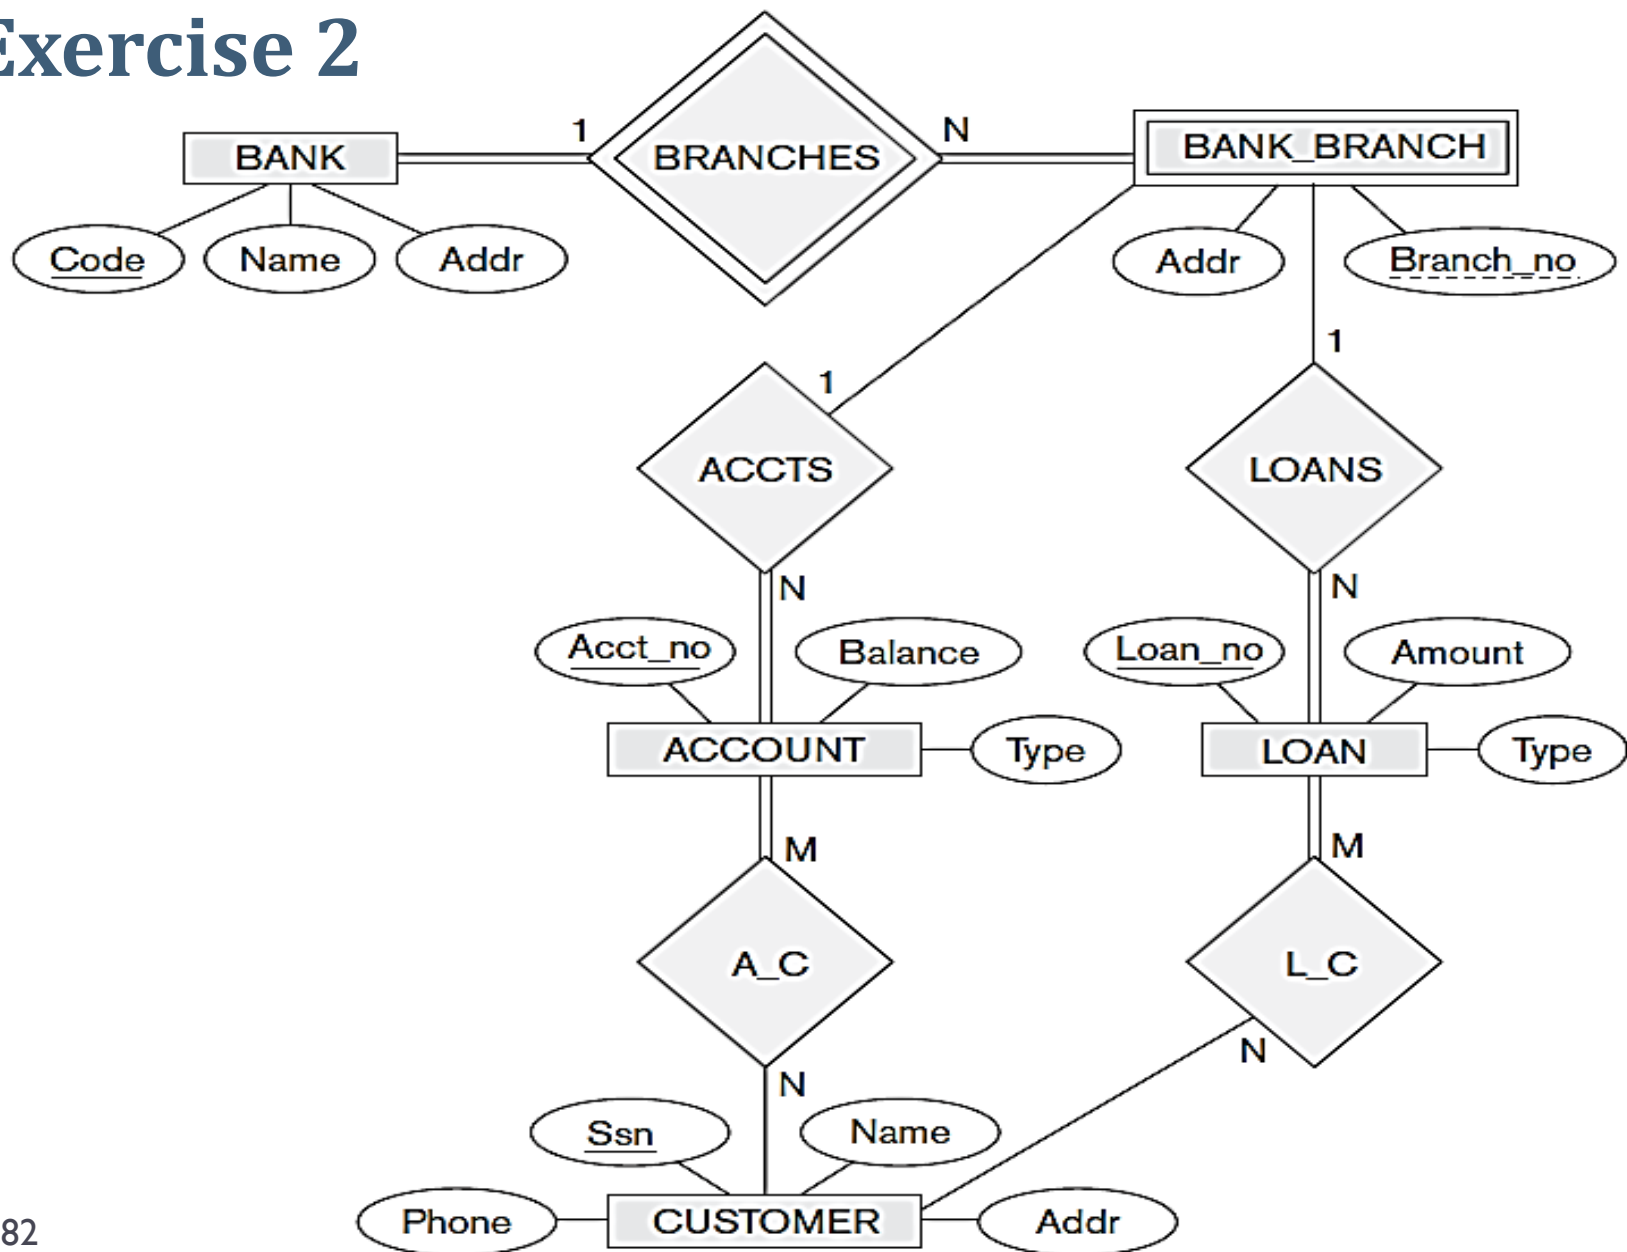 Exercise 2
1
N
BANK
BRANCHES
BANK_BRANCH
Code
Name
Addr
Addr
Branch_no
1
1
ACCTS
LOANS
N
N
Acct_no
Balance
Loan_no
Amount
ACCOUNT
Type
LOAN
Type
M
M
A_C
L_C
N
N
Ssn
Name
Phone
CUSTOMER
Addr
82